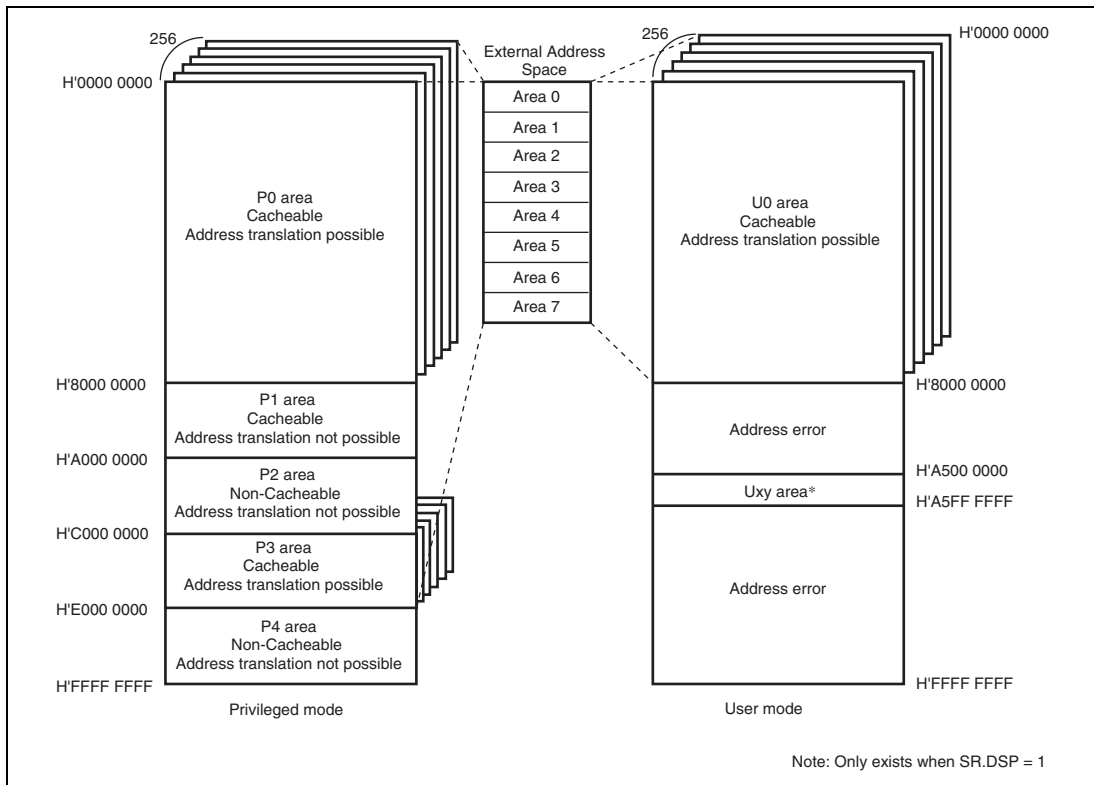 256
H'0000 0000
P0 area
Cacheable
Address translation possible
H'8000 0000
P1 area
Cacheable
Address translation not possible
H'A000 0000
P2 area
Non-Cacheable
Address translation not possible
H'C000 0000
P3 area
Cacheable
Address translation possible
H'E000 0000
P4 area
Non-Cacheable
Address translation not possible
H'FFFF FFFF
Privileged mode
External Address
Space
Area 0
Area 1
Area 2
Area 3
Area 4
Area 5
Area 6
Area 7
256
H'0000 0000
U0 area
Cacheable
Address translation possible
H'8000 0000
Address error
H'A500 0000
Uxy area*
H'A5FF FFFF
Address error
H'FFFF FFFF
User mode
Note: Only exists when SR.DSP = 1